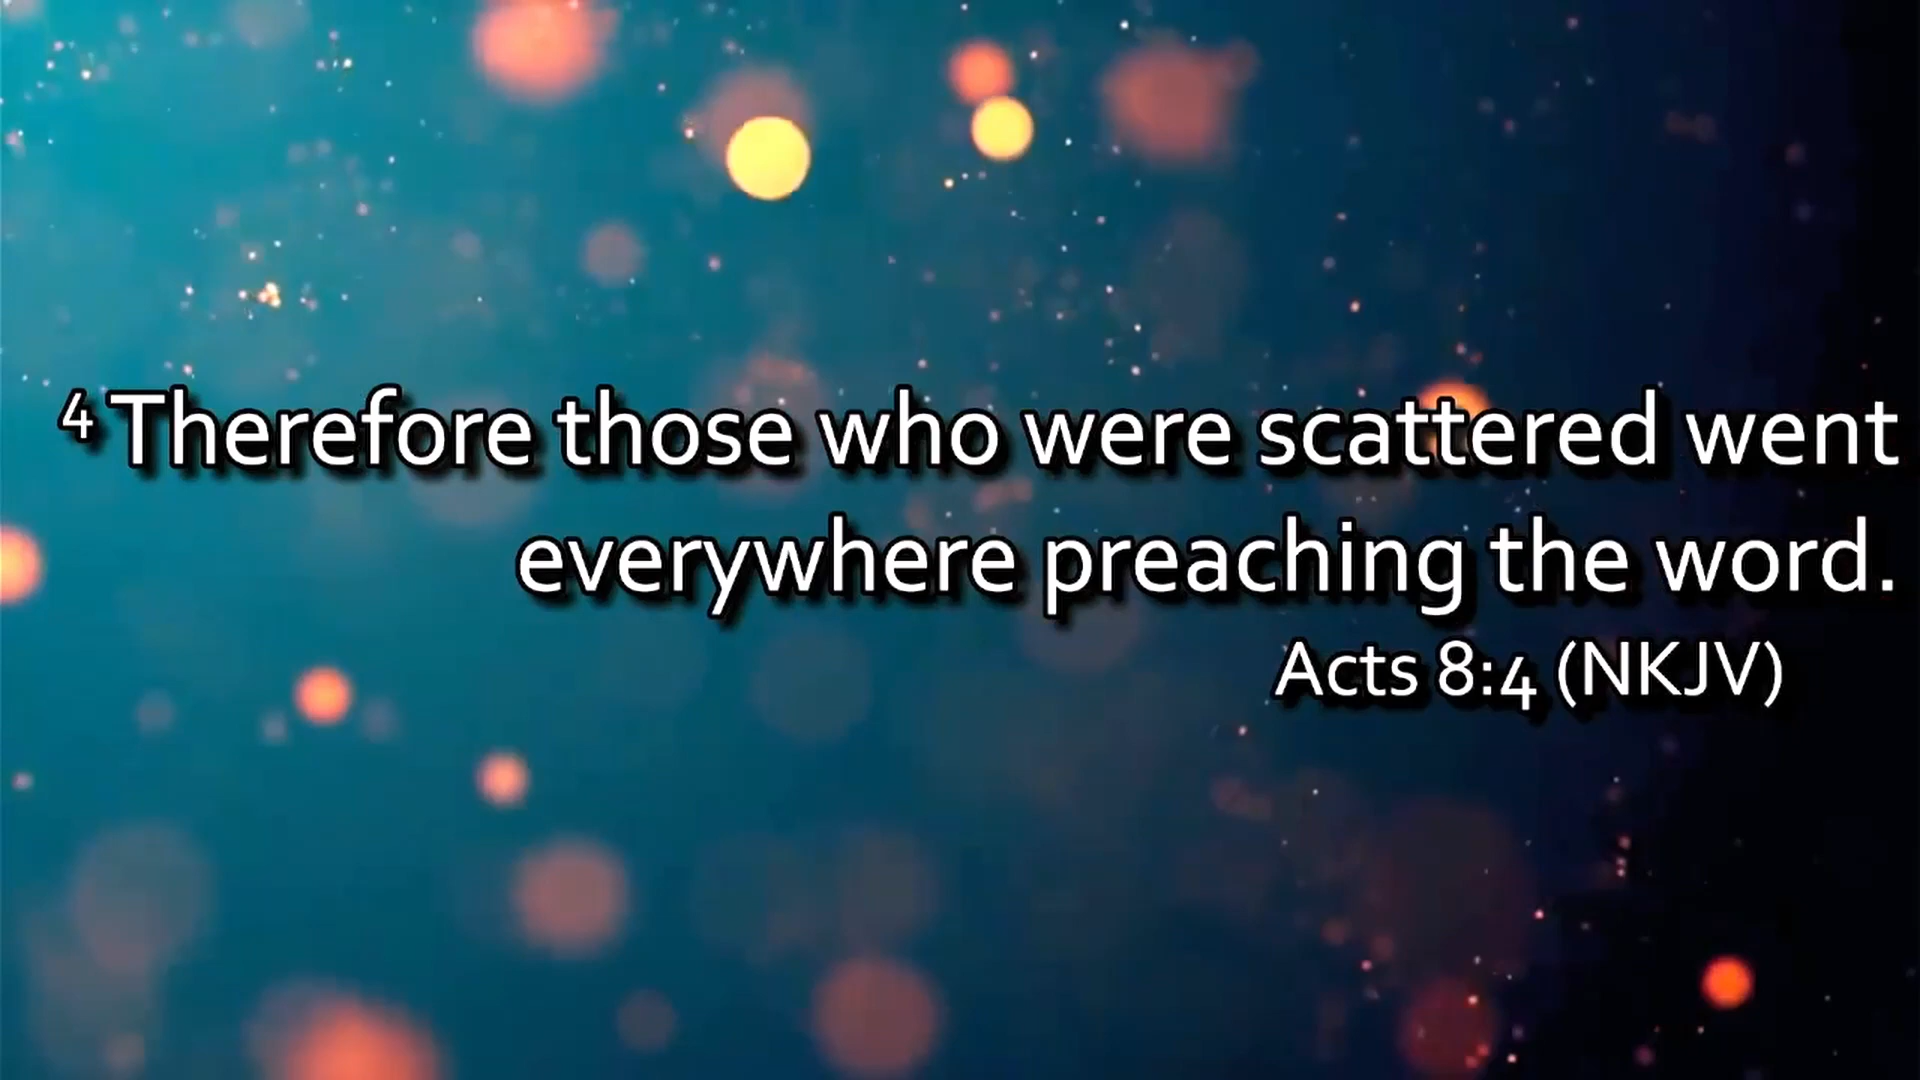 4 Therefore those who were scattered went
everywhere preaching the word.
Acts 8:4 (NKJV)